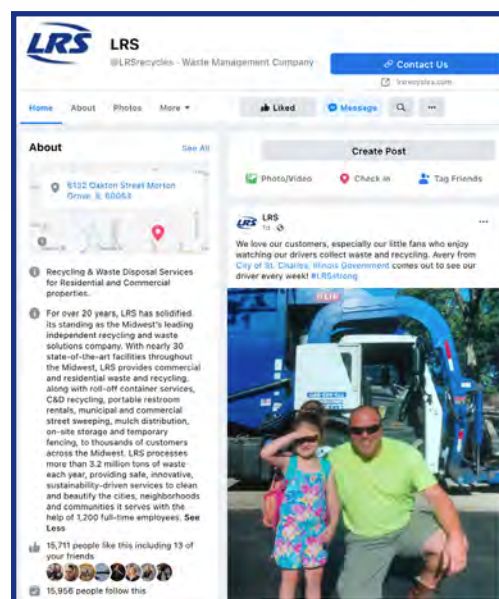 LRS
LRS
@LRSrecycles · Waste Management Company
Contact Us
lrsrecycles.com
Home
About
Photos
More
Liked
Message
About
See All
6132 Oakton Street Morton
Grove, IL 60053
Recycling & Waste Disposal Services
for Residential and Commercial
properties.
For over 20 years, LRS has solidified
its standing as the Midwest's leading
independent recycling and waste
solutions company. With nearly 30
state-of-the-art facilities throughout
the Midwest, LRS provides commercial
and residential waste and recycling,
along with roll-off container services,
C&D recycling, portable restroom
rentals, municipal and commercial
street sweeping, mulch distribution,
on-site storage and temporary
fencing, to thousands of customers
across the Midwest. LRS processes
more than 3.2 million tons of waste
each year, providing safe, innovative,
sustainability-driven services to clean
and beautify the cities, neighborhoods
and communities it serves with the
help of 1,200 full-time employees. See
Less
15,711 people like this including 13 of
your friends
15,956 people follow this
Create Post
Photo/Video
Check in
Tag Friends
LRS
LRS
1d ·
We love our customers, especially our little fans who enjoy
watching our drivers collect waste and recycling. Avery from
City of St. Charles, Illinois Government comes out to see our
driver every week! #LRSstrong